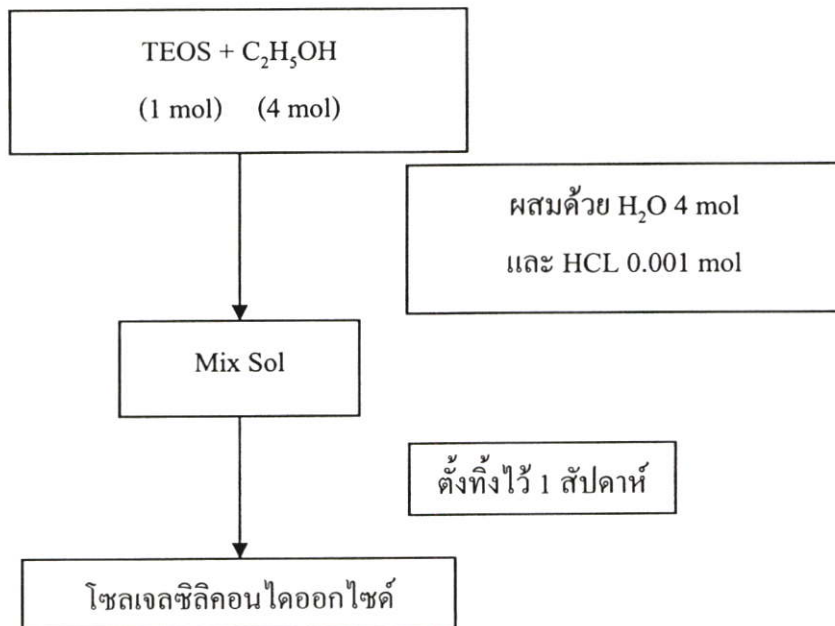 TEOS + C₂H₅OH
(1 mol) (4 mol)
ผสมด้วย H₂O 4 mol
และ HCL 0.001 mol
Mix Sol
ตั้งทิ้งไว้ 1 สัปดาห์
โซลเจลซิลิคอนไดออกไซด์